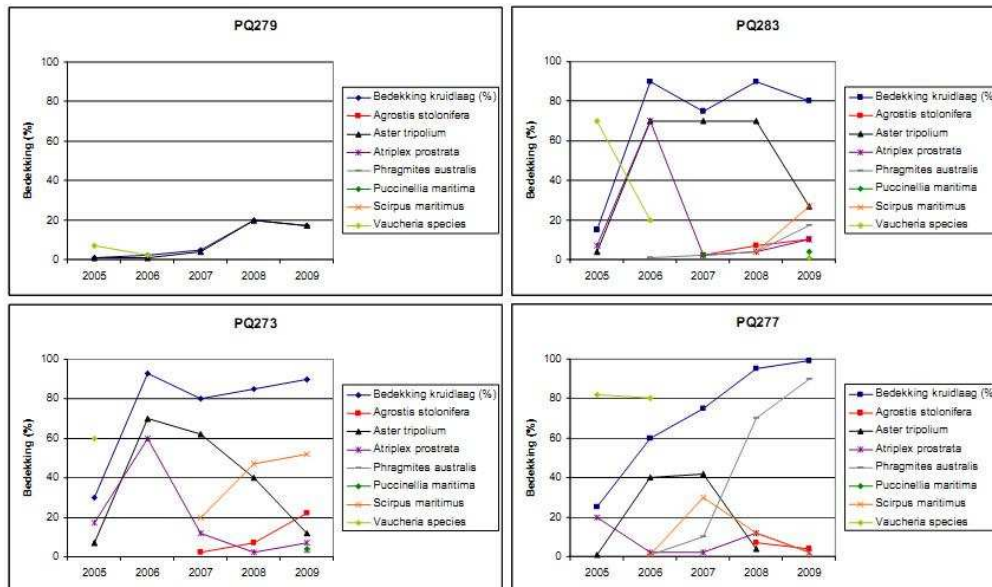 PQ279
100
80
60
40
20
0
Bedekking (%)
2005 2006 2007 2008 2009
Bedekking kruidlaag (%)
Agrostis stolonifera
Aster tripolium
Atriplex prostrata
Phragmites australis
Puccinellia maritima
Scirpus maritimus
Vaucheria species
PQ283
100
80
60
40
20
0
Bedekking (%)
2005 2006 2007 2008 2009
Bedekking kruidlaag (%)
Agrostis stolonifera
Aster tripolium
Atriplex prostrata
Phragmites australis
Puccinellia maritima
Scirpus maritimus
Vaucheria species
PQ273
100
80
60
40
20
0
Bedekking (%)
2005 2006 2007 2008 2009
Bedekking kruidlaag (%)
Agrostis stolonifera
Aster tripolium
Atriplex prostrata
Phragmites australis
Puccinellia maritima
Scirpus maritimus
Vaucheria species
PQ277
100
80
60
40
20
0
Bedekking (%)
2005 2006 2007 2008 2009
Bedekking kruidlaag (%)
Agrostis stolonifera
Aster tripolium
Atriplex prostrata
Phragmites australis
Puccinellia maritima
Scirpus maritimus
Vaucheria species